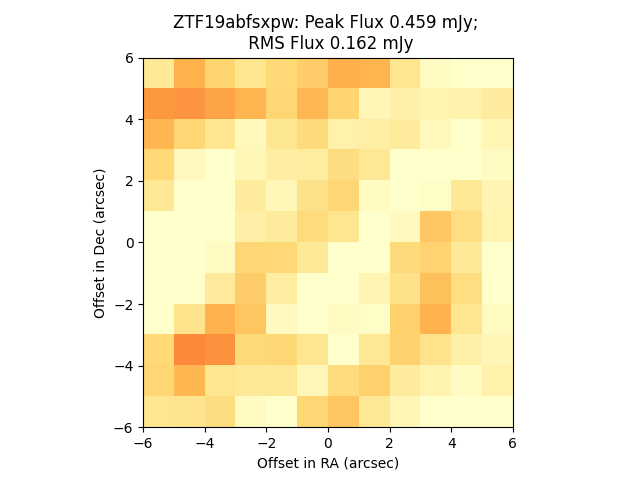 ZTF19abfsxpw: Peak Flux 0.459 mJy;
RMS Flux 0.162 mJy
6
4
2
0
−2
−4
−6
Offset in Dec (arcsec)
−6 −4 −2 0 2 4 6
Offset in RA (arcsec)